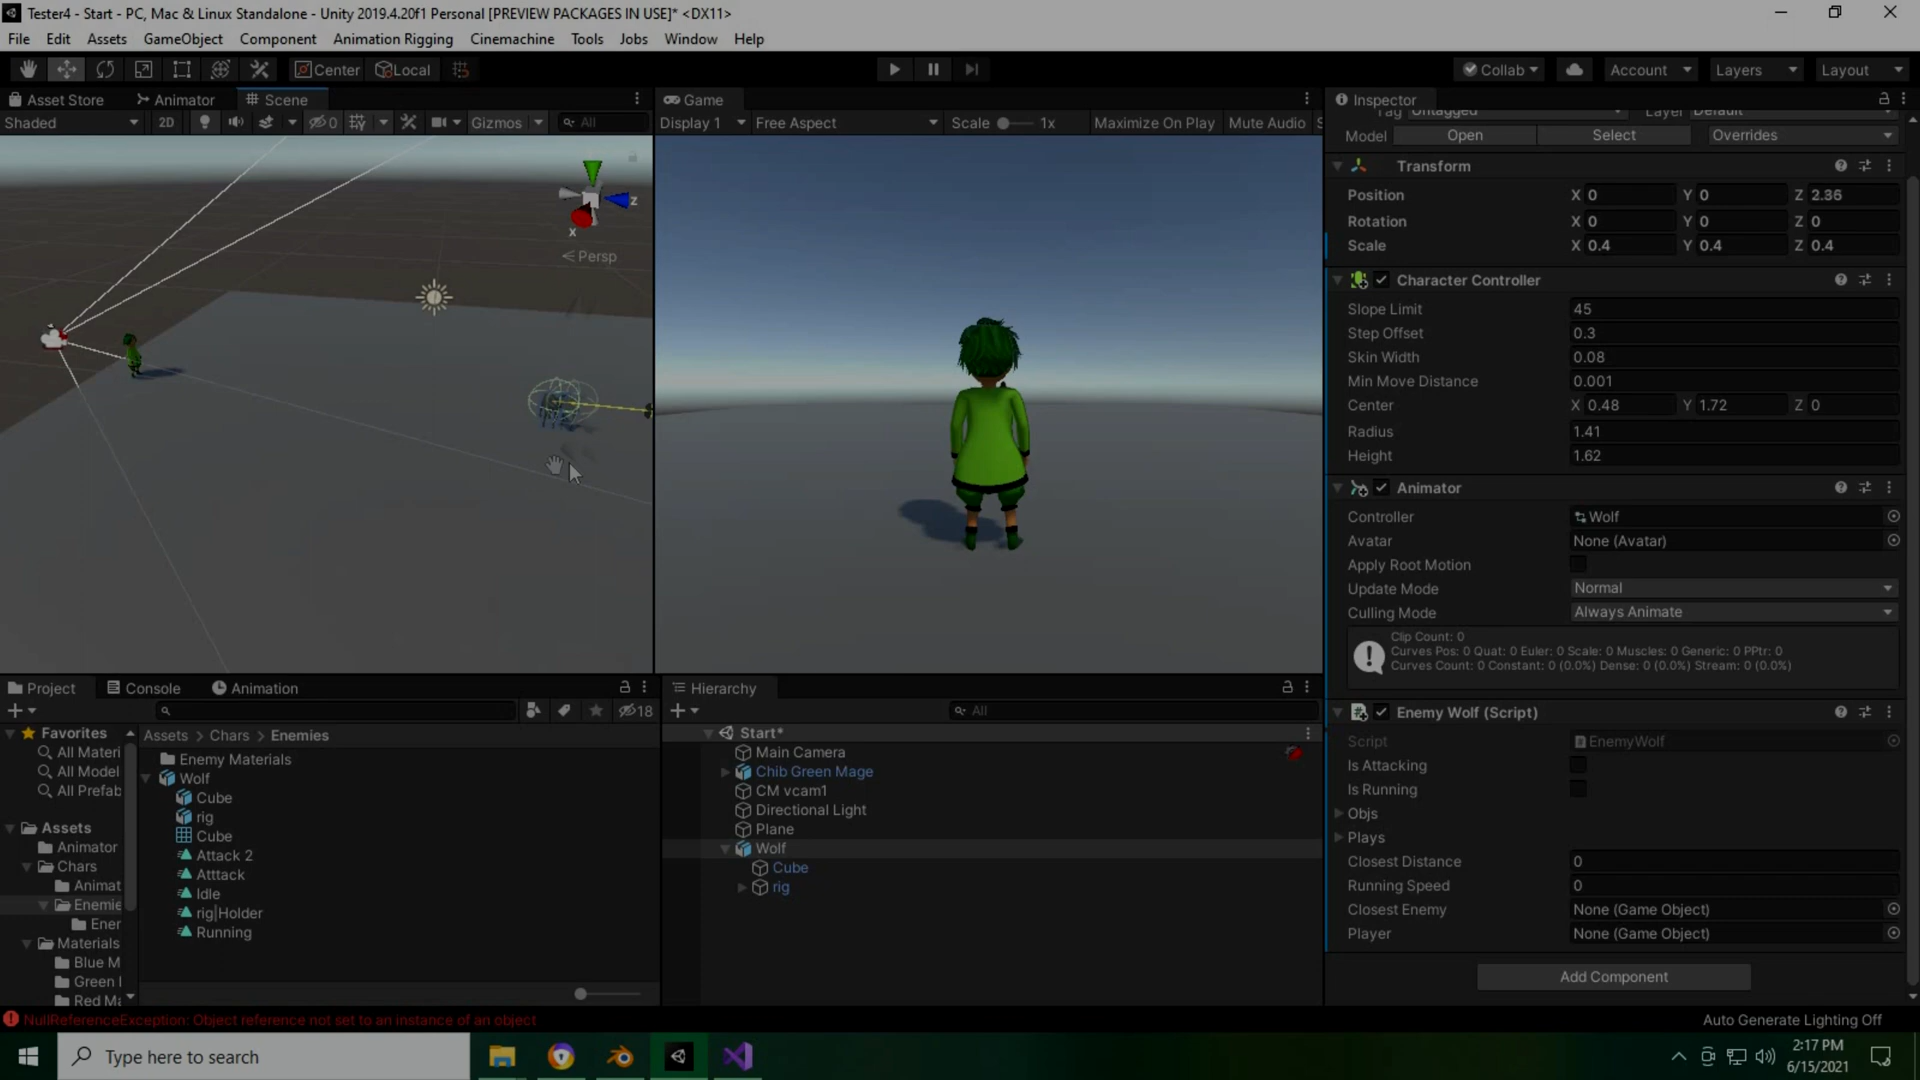 Tester4 - Start - PC, Mac & Linux Standalone - Unity 2019.4.20f1 Personal [PREVIEW PACKAGES IN USE]* <DX11>
File Edit Assets GameObject Component Animation Rigging Cinemachine Tools Jobs Window Help
Center Local Collab Account Layers Layout
Asset Store Animator Scene
Shaded 2D 0 Gizmos All
x z
Persp
Game
Display 1 Free Aspect Scale 1x Maximize On Play Mute Audio S
Inspector
Tag Untagged Layer Default
Model Open Select Overrides
Transform
Position X 0 Y 0 Z 2.36
Rotation X 0 Y 0 Z 0
Scale X 0.4 Y 0.4 Z 0.4
Character Controller
Slope Limit 45
Step Offset 0.3
Skin Width 0.08
Min Move Distance 0.001
Center X 0.48 Y 1.72 Z 0
Radius 1.41
Height 1.62
Animator
Controller Wolf
Avatar None (Avatar)
Apply Root Motion
Update Mode Normal
Culling Mode Always Animate
Clip Count: 0
Curves Pos: 0 Quat: 0 Euler: 0 Scale: 0 Muscles: 0 Generic: 0 PPtr: 0
Curves Count: 0 Constant: 0 (0.0%) Dense: 0 (0.0%) Stream: 0 (0.0%)
Enemy Wolf (Script)
Script EnemyWolf
Is Attacking
Is Running
Objs
Plays
Closest Distance 0
Running Speed 0
Closest Enemy None (Game Object)
Player None (Game Object)
Add Component
Project Console Animation
18
Favorites
All Materi
All Model
All Prefab
Assets
Animator
Chars
Animat
Enemie
Ener
Materials
Blue M
Green I
Red Ma
Assets > Chars > Enemies
Enemy Materials
Wolf
Cube
rig
Cube
Attack 2
Atttack
Idle
rig|Holder
Running
Hierarchy
All
Start*
Main Camera
Chib Green Mage
CM vcam1
Directional Light
Plane
Wolf
Cube
rig
NullReferenceException: Object reference not set to an instance of an object
Auto Generate Lighting Off
Type here to search
2:17 PM
6/15/2021